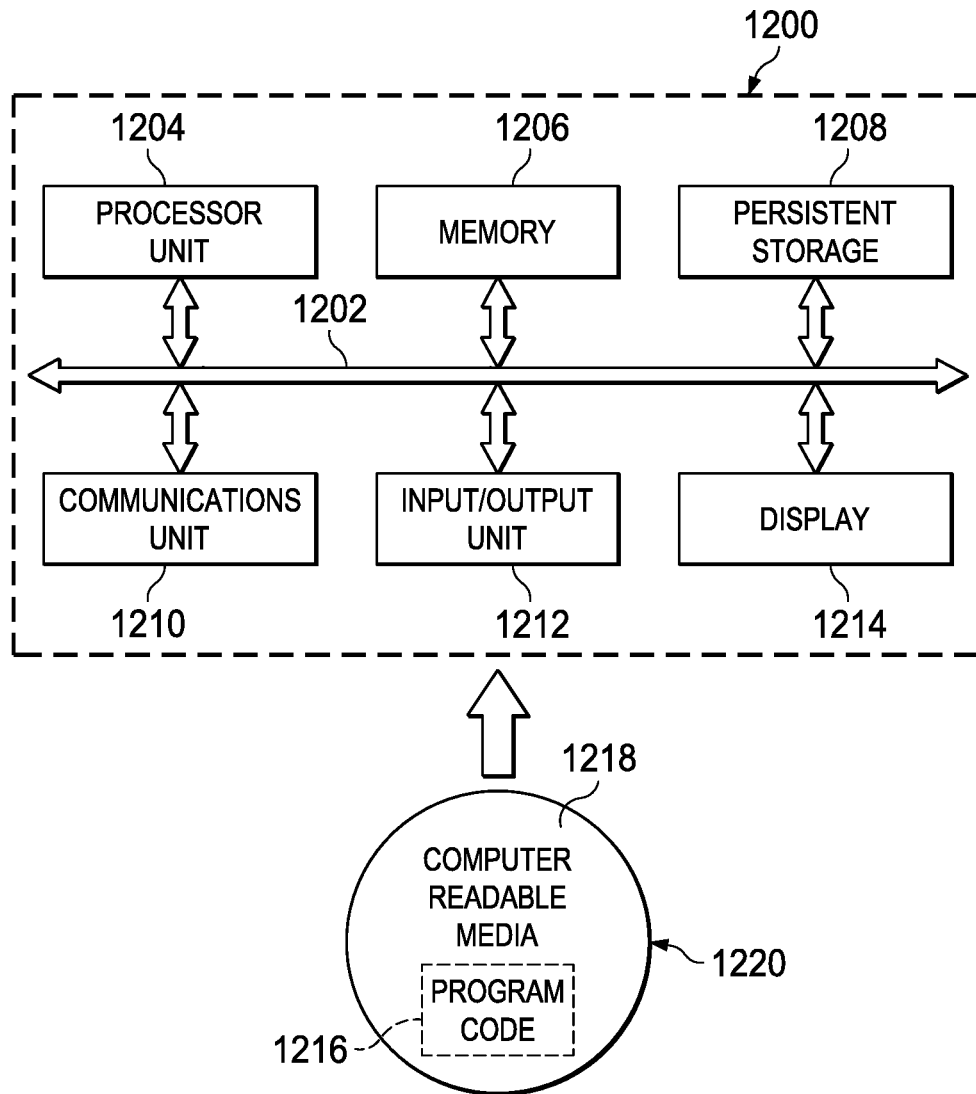 1200
1204
1206
1208
PROCESSOR
UNIT
MEMORY
PERSISTENT
STORAGE
1202
COMMUNICATIONS
UNIT
INPUT/OUTPUT
UNIT
DISPLAY
1210
1212
1214
1218
COMPUTER
READABLE
MEDIA
1220
PROGRAM
CODE
1216